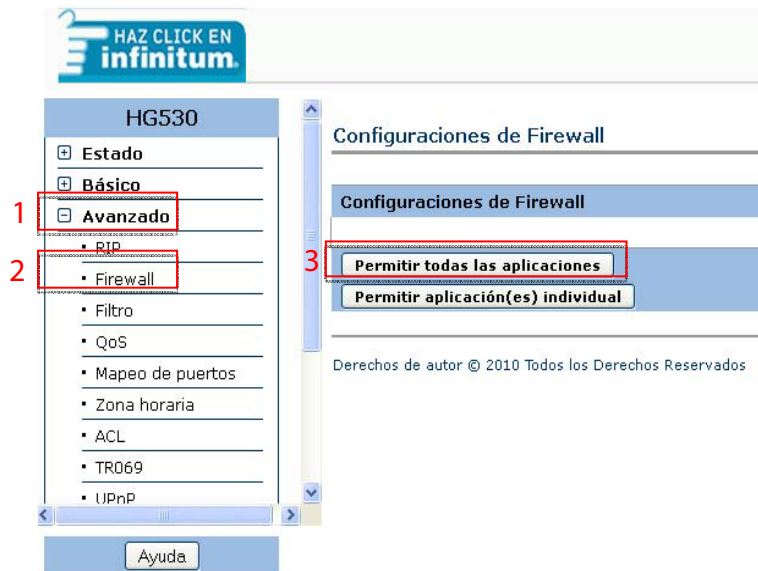 HAZ CLICK EN
infinitum.
HG530
Estado
Básico
1
Avanzado
RIP
2
Firewall
Filtro
QoS
Mapeo de puertos
Zona horaria
ACL
TR069
UPnP
Ayuda
Configuraciones de Firewall
Configuraciones de Firewall
3
Permitir todas las aplicaciones
Permitir aplicación(es) individual
Derechos de autor © 2010 Todos los Derechos Reservados